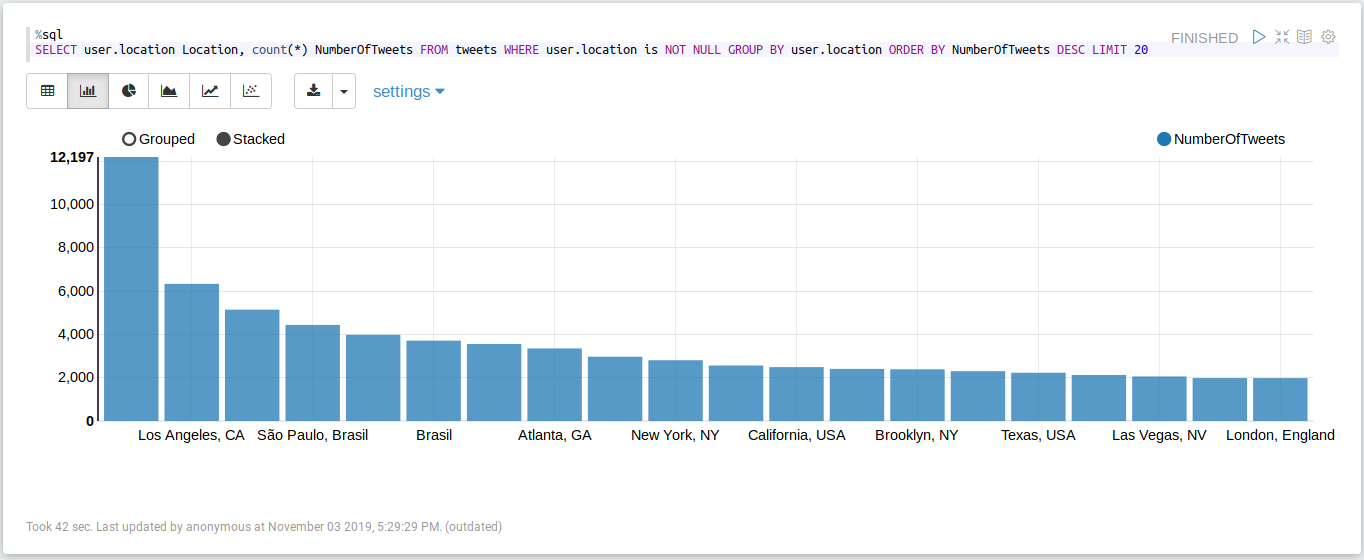 %sql
SELECT user.location Location, count(*) NumberOfTweets FROM tweets WHERE user.location is NOT NULL GROUP BY user.location ORDER BY NumberOfTweets DESC LIMIT 20
FINISHED
settings
Grouped Stacked NumberOfTweets
12,197
10,000
8,000
6,000
4,000
2,000
0
Los Angeles, CA São Paulo, Brasil Brasil Atlanta, GA New York, NY California, USA Brooklyn, NY Texas, USA Las Vegas, NV London, England
Took 42 sec. Last updated by anonymous at November 03 2019, 5:29:29 PM. (outdated)